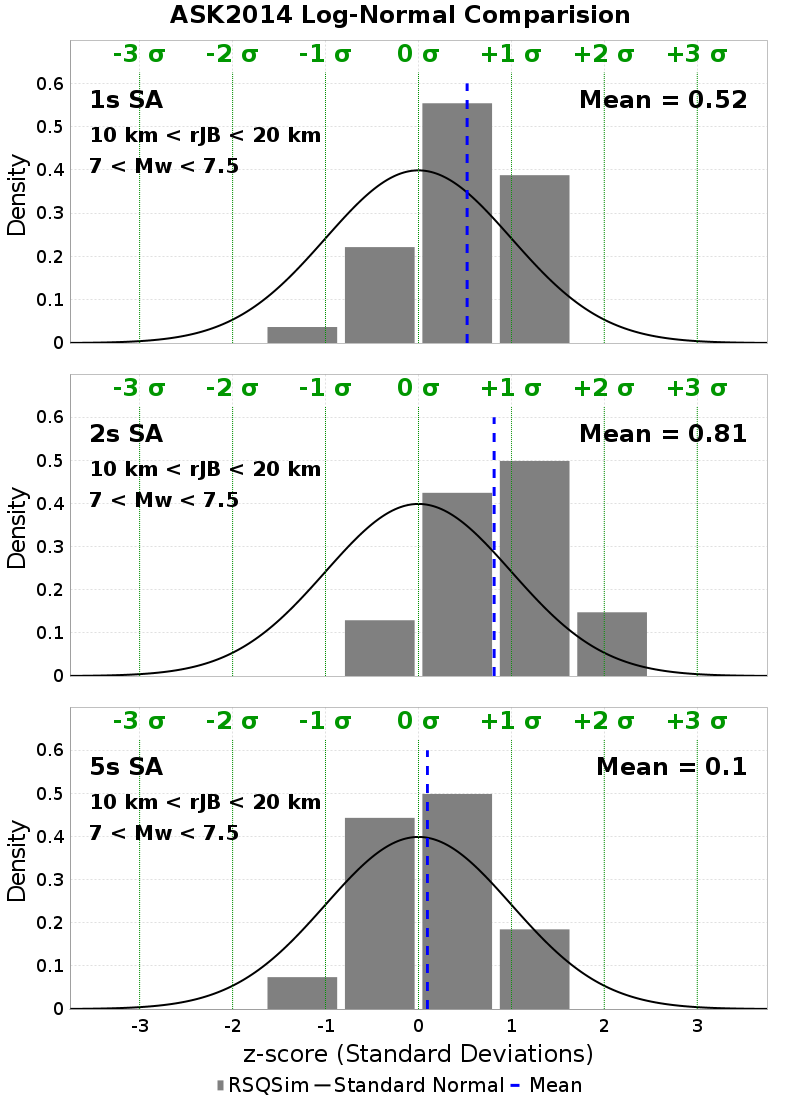 ASK2014 Log-Normal Comparision
-3 σ -2 σ -1 σ 0 σ +1 σ +2 σ +3 σ
0.6
1s SA Mean = 0.52
0.5
10 km < rJB < 20 km
7 < Mw < 7.5
0.4
0.3
0.2
0.1
0
Density
-3 σ -2 σ -1 σ 0 σ +1 σ +2 σ +3 σ
0.6
2s SA Mean = 0.81
0.5
10 km < rJB < 20 km
7 < Mw < 7.5
0.4
0.3
0.2
0.1
0
Density
-3 σ -2 σ -1 σ 0 σ +1 σ +2 σ +3 σ
0.6
5s SA Mean = 0.1
0.5
10 km < rJB < 20 km
7 < Mw < 7.5
0.4
0.3
0.2
0.1
0
Density
-3 -2 -1 0 1 2 3
z-score (Standard Deviations)
RSQSim Standard Normal Mean